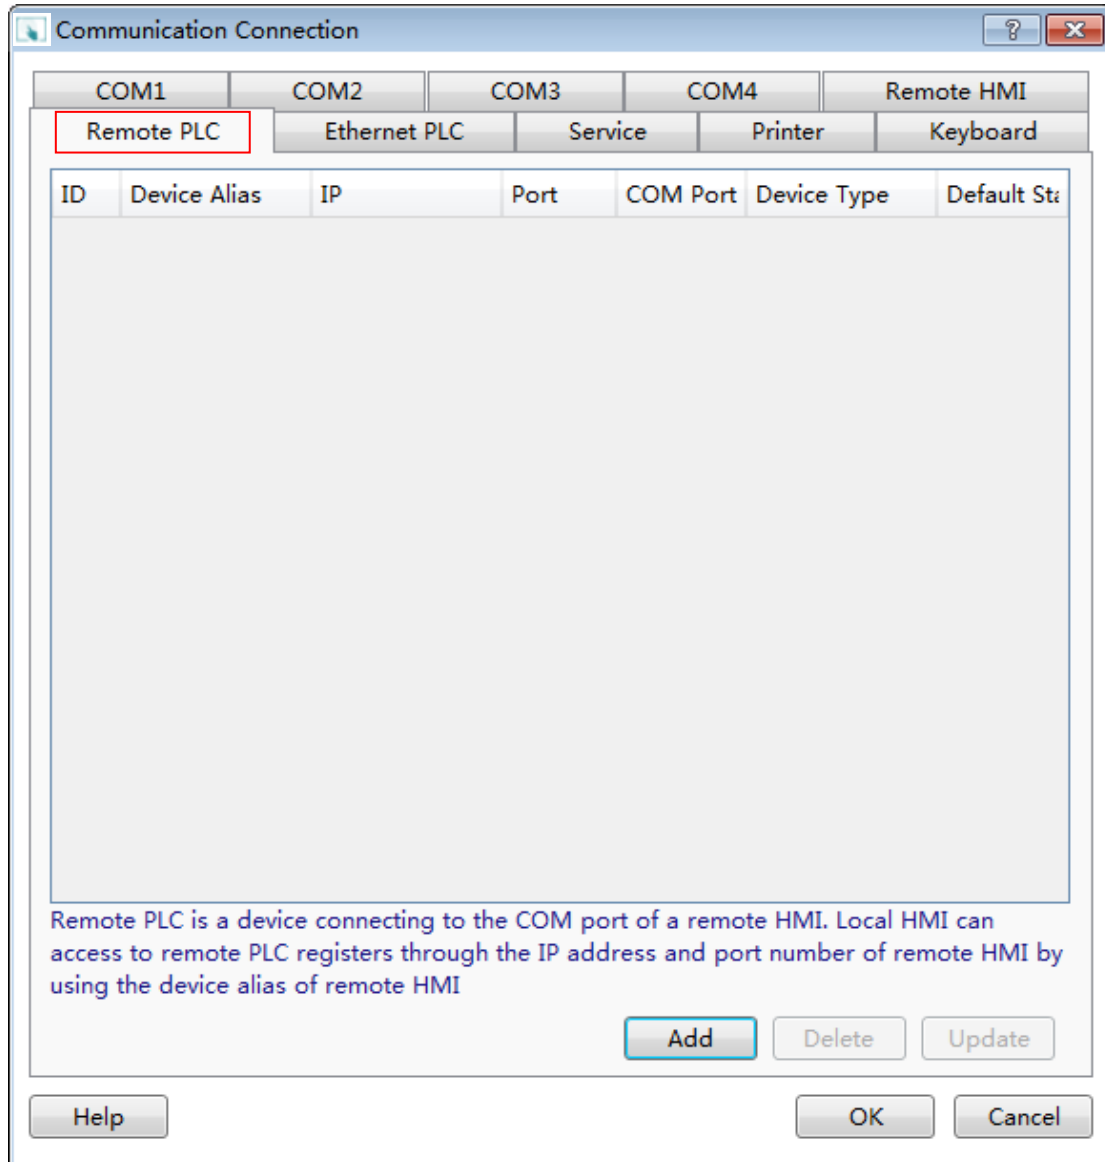 Communication Connection
?
COM1 COM2 COM3 COM4 Remote HMI
Remote PLC Ethernet PLC Service Printer Keyboard
ID Device Alias IP Port COM Port Device Type Default Sta
Remote PLC is a device connecting to the COM port of a remote HMI. Local HMI can
access to remote PLC registers through the IP address and port number of remote HMI by
using the device alias of remote HMI
Add Delete Update
Help OK Cancel